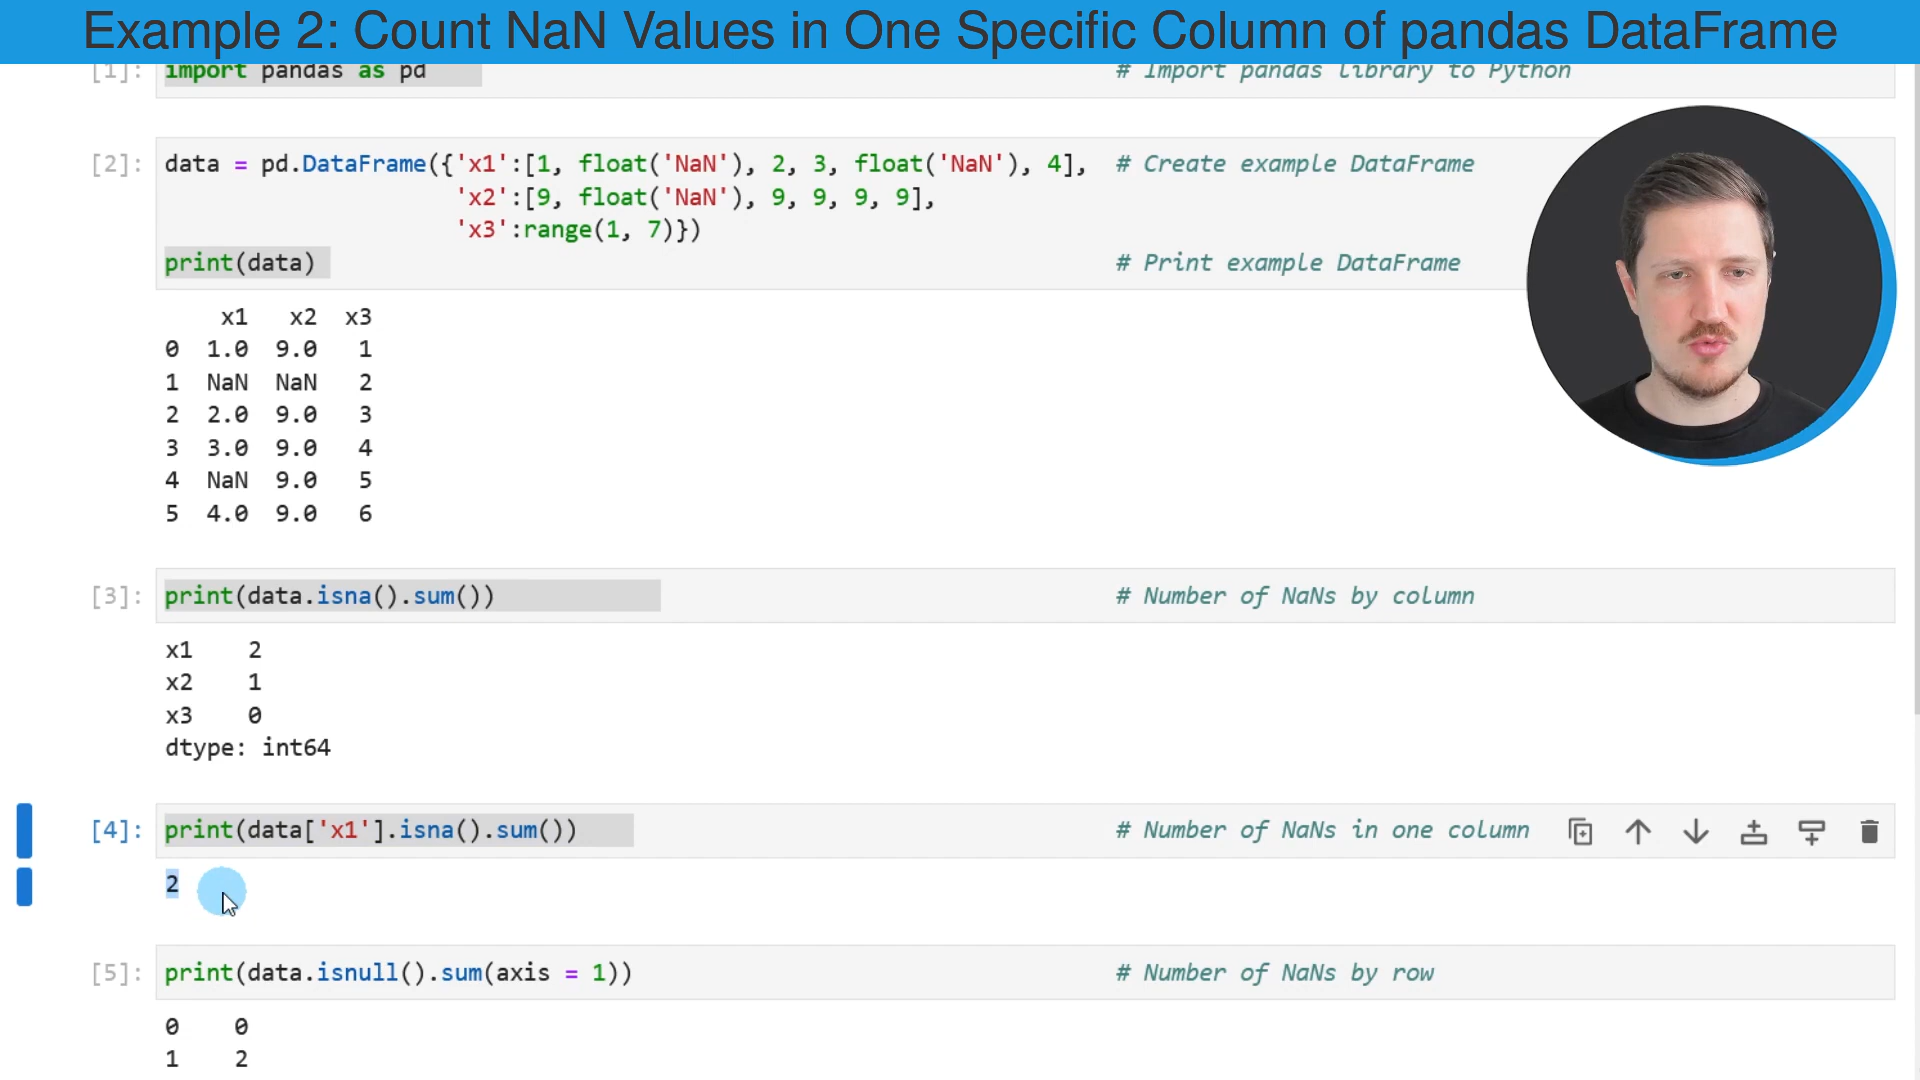 Example 2: Count NaN Values in One Specific Column of pandas DataFrame
[1]: import pandas as pd # Import pandas library to Python
[2]: data = pd.DataFrame({'x1':[1, float('NaN'), 2, 3, float('NaN'), 4], # Create example DataFrame
'x2':[9, float('NaN'), 9, 9, 9, 9],
'x3':range(1, 7)})
print(data) # Print example DataFrame
x1 x2 x3
0 1.0 9.0 1
1 NaN NaN 2
2 2.0 9.0 3
3 3.0 9.0 4
4 NaN 9.0 5
5 4.0 9.0 6
[3]: print(data.isna().sum()) # Number of NaNs by column
x1 2
x2 1
x3 0
dtype: int64
[4]: print(data['x1'].isna().sum()) # Number of NaNs in one column
2
[5]: print(data.isnull().sum(axis = 1)) # Number of NaNs by row
0 0
1 2